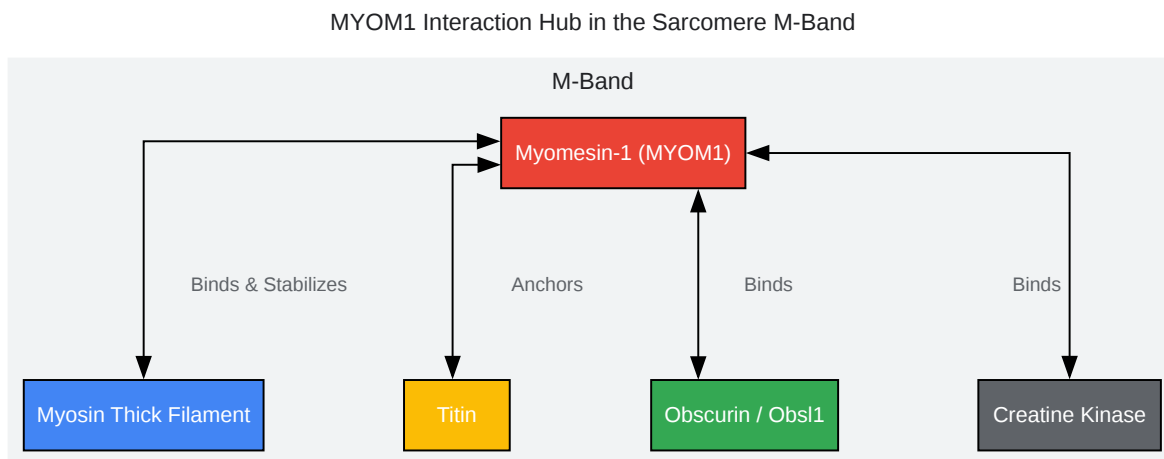 MYOM1 Interaction Hub in the Sarcomere M-Band
M-Band
Myomesin-1 (MYOM1)
Binds & Stabilizes
Anchors
Binds
Binds
Myosin Thick Filament
Titin
Obscurin / Obsl1
Creatine Kinase